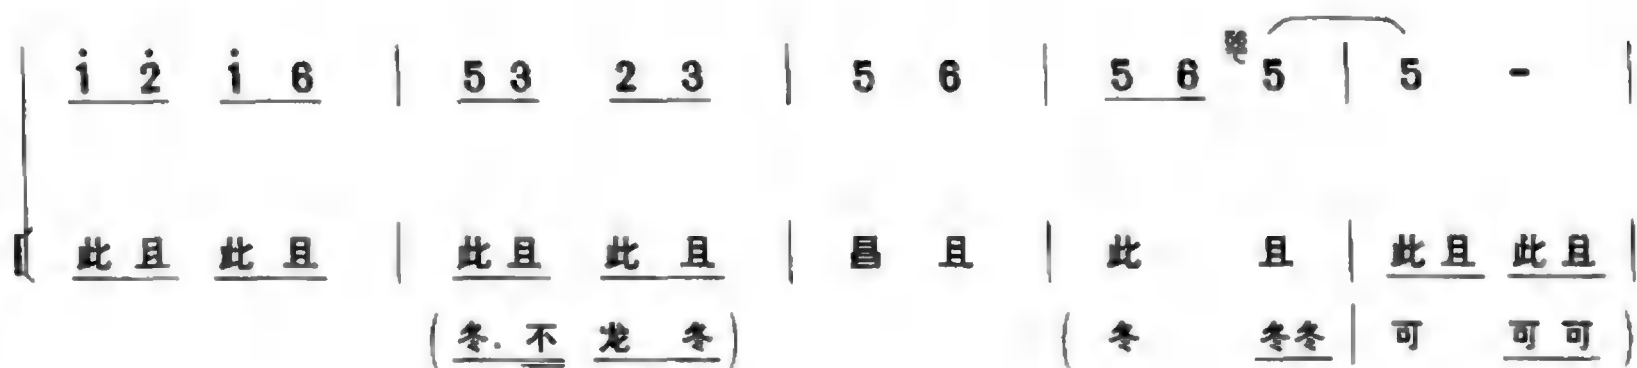 i̇ 2̇ i̇ 6 | 5 3 2 3 | 5 6 | 5 6 5 | 5 - |
此 且 此 且 | 此 且 此 且 | 昌 且 | 此 且 | 此 且 此 且 |
(冬. 不 龙 冬) (冬 冬冬 | 可 可 可)